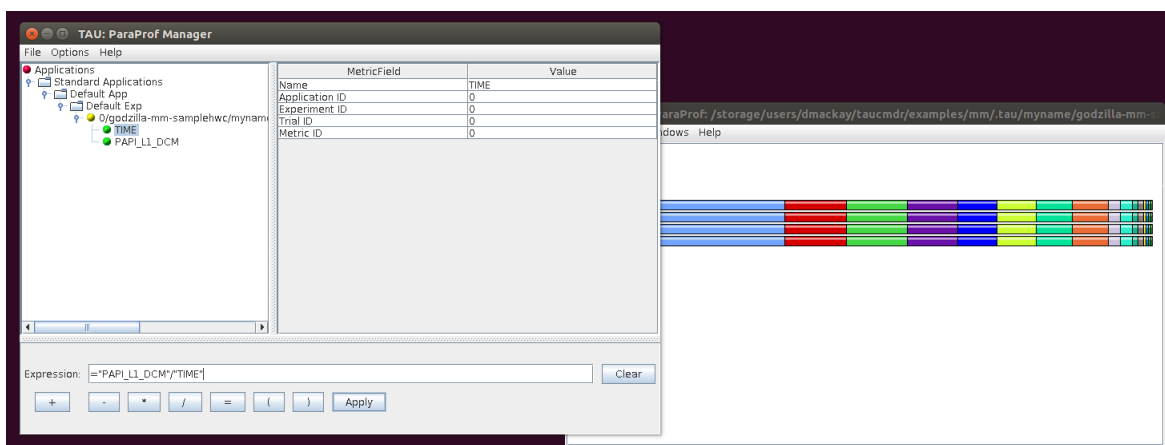 TAU: ParaProf Manager
File Options Help
Applications
Standard Applications
Default App
Default Exp
0/godzilla-mm-samplehwc/mynam
TIME
PAPI_L1_DCM
MetricField Value
Name TIME
Application ID 0
Experiment ID 0
Trial ID 0
Metric ID 0
Expression: ="PAPI_L1_DCM"/"TIME"
Clear
+ - * / = ( ) Apply
araProf: /storage/users/dmackay/taucmdr/examples/mm/.tau/myname/godzilla-mm-s
dows Help